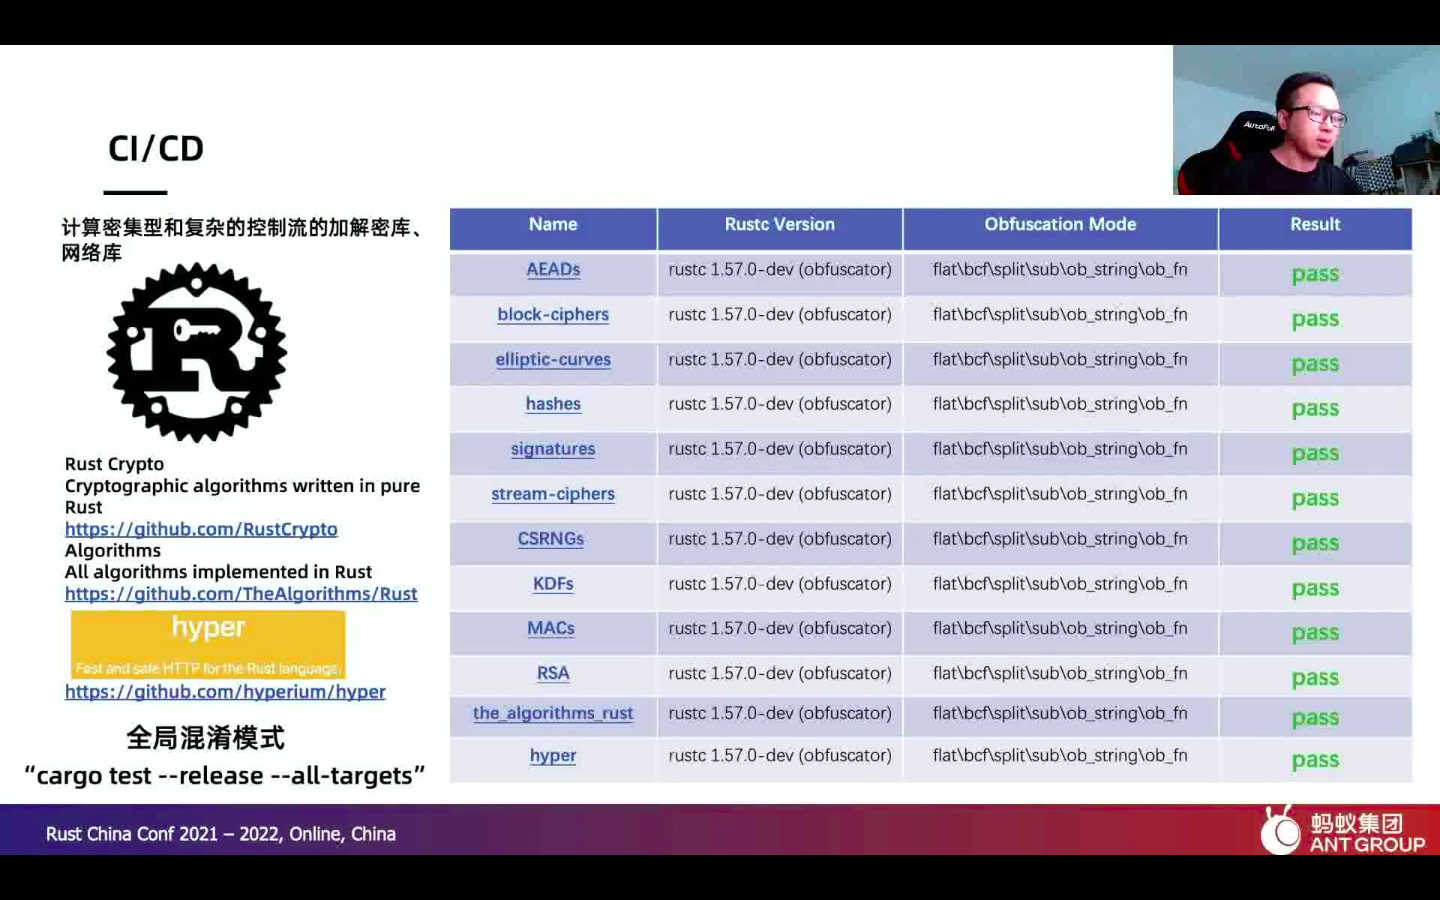 AutoFull
CI/CD
计算密集型和复杂的控制流的加解密库、
网络库
Rust Crypto
Cryptographic algorithms written in pure
Rust
https://github.com/RustCrypto
Algorithms
All algorithms implemented in Rust
https://github.com/TheAlgorithms/Rust
hyper
Fast and safe HTTP for the Rust language.
https://github.com/hyperium/hyper
全局混淆模式
“cargo test --release --all-targets”
Name Rustc Version Obfuscation Mode Result
AEADs rustc 1.57.0-dev (obfuscator) flat\bcf\split\sub\ob_string\ob_fn pass
block-ciphers rustc 1.57.0-dev (obfuscator) flat\bcf\split\sub\ob_string\ob_fn pass
elliptic-curves rustc 1.57.0-dev (obfuscator) flat\bcf\split\sub\ob_string\ob_fn pass
hashes rustc 1.57.0-dev (obfuscator) flat\bcf\split\sub\ob_string\ob_fn pass
signatures rustc 1.57.0-dev (obfuscator) flat\bcf\split\sub\ob_string\ob_fn pass
stream-ciphers rustc 1.57.0-dev (obfuscator) flat\bcf\split\sub\ob_string\ob_fn pass
CSRNGs rustc 1.57.0-dev (obfuscator) flat\bcf\split\sub\ob_string\ob_fn pass
KDFs rustc 1.57.0-dev (obfuscator) flat\bcf\split\sub\ob_string\ob_fn pass
MACs rustc 1.57.0-dev (obfuscator) flat\bcf\split\sub\ob_string\ob_fn pass
RSA rustc 1.57.0-dev (obfuscator) flat\bcf\split\sub\ob_string\ob_fn pass
the_algorithms_rust rustc 1.57.0-dev (obfuscator) flat\bcf\split\sub\ob_string\ob_fn pass
hyper rustc 1.57.0-dev (obfuscator) flat\bcf\split\sub\ob_string\ob_fn pass
Rust China Conf 2021 – 2022, Online, China
蚂蚁集团
ANT GROUP